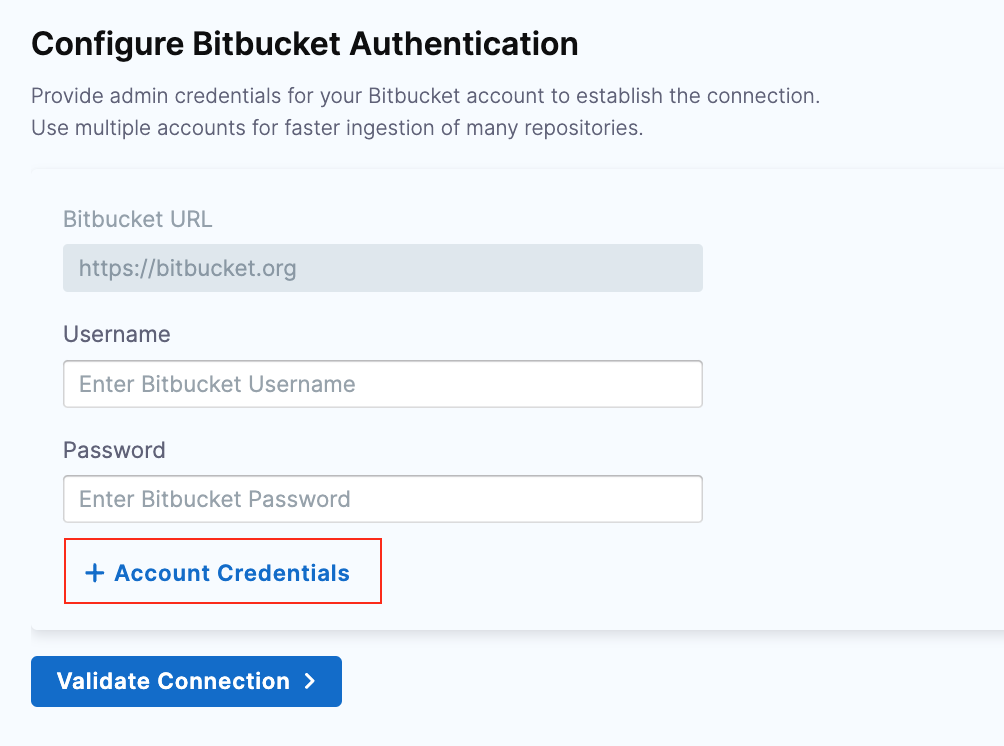 Configure Bitbucket Authentication
Provide admin credentials for your Bitbucket account to establish the connection.
Use multiple accounts for faster ingestion of many repositories.
Bitbucket URL
https://bitbucket.org
Username
Enter Bitbucket Username
Password
Enter Bitbucket Password
+ Account Credentials
Validate Connection >